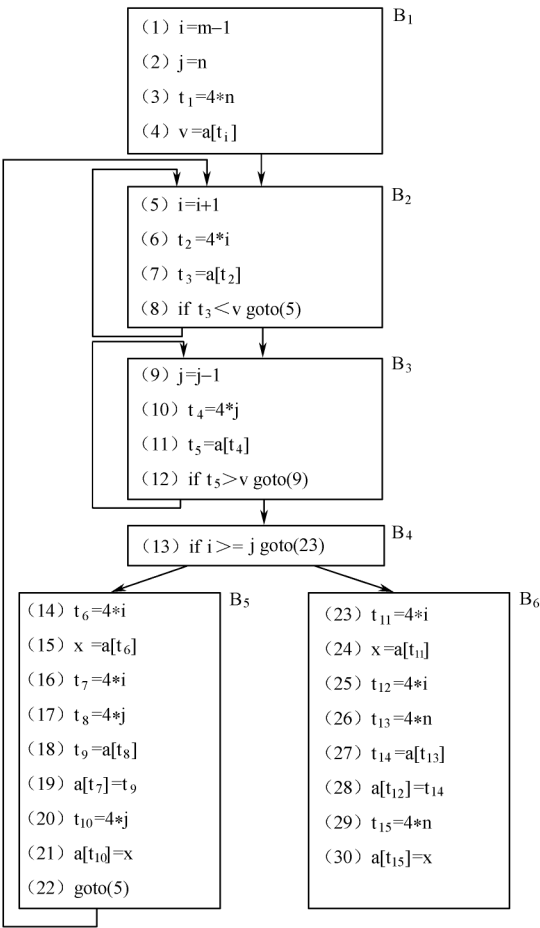 B₁
(1) i=m−1
(2) j=n
(3) t₁=4*n
(4) v=a[tᵢ]
B₂
(5) i=i+1
(6) t₂=4*i
(7) t₃=a[t₂]
(8) if t₃<v goto(5)
B₃
(9) j=j−1
(10) t₄=4*j
(11) t₅=a[t₄]
(12) if t₅>v goto(9)
B₄
(13) if i>= j goto(23)
B₅
(14) t₆=4*i
(15) x =a[t₆]
(16) t₇=4*i
(17) t₈=4*j
(18) t₉=a[t₈]
(19) a[t₇]=t₉
(20) t₁₀=4*j
(21) a[t₁₀]=x
(22) goto(5)
B₆
(23) t₁₁=4*i
(24) x=a[t₁₁]
(25) t₁₂=4*i
(26) t₁₃=4*n
(27) t₁₄=a[t₁₃]
(28) a[t₁₂]=t₁₄
(29) t₁₅=4*n
(30) a[t₁₅]=x